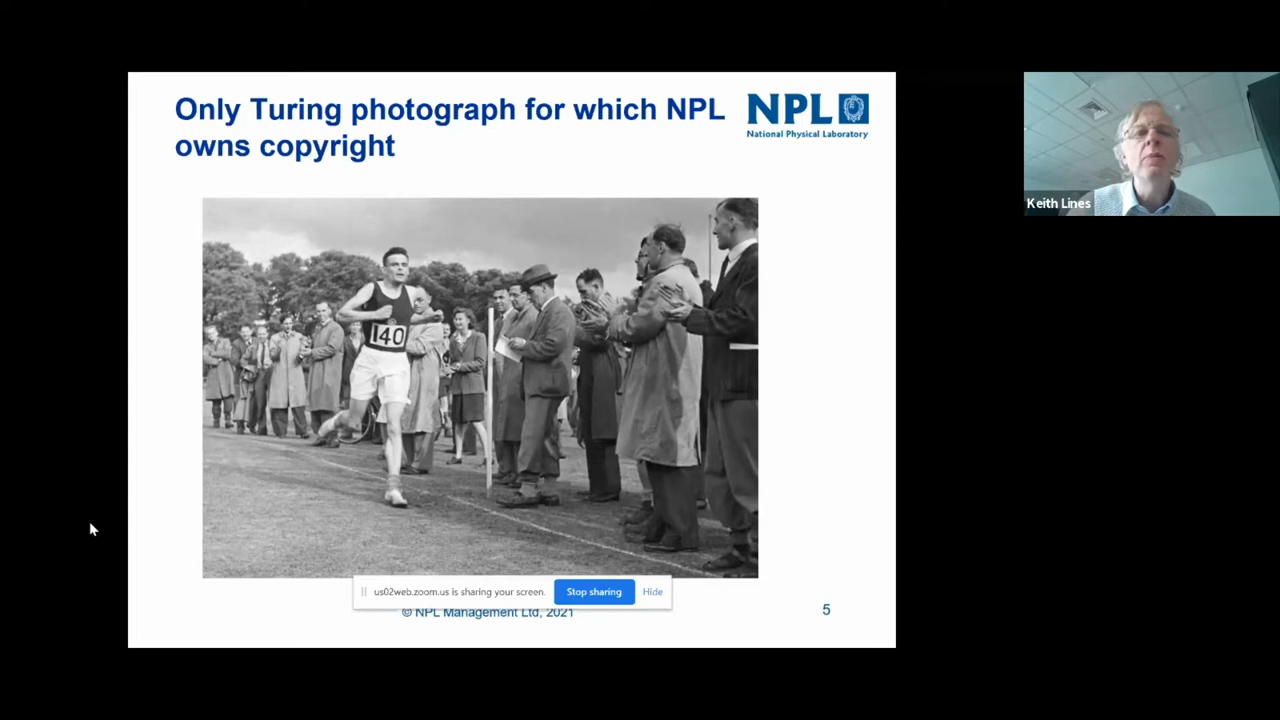 Only Turing photograph for which NPL
owns copyright
NPL
National Physical Laboratory
Keith Lines
140
us02web.zoom.us is sharing your screen.
Stop sharing
Hide
© NPL Management Ltd, 2021
5